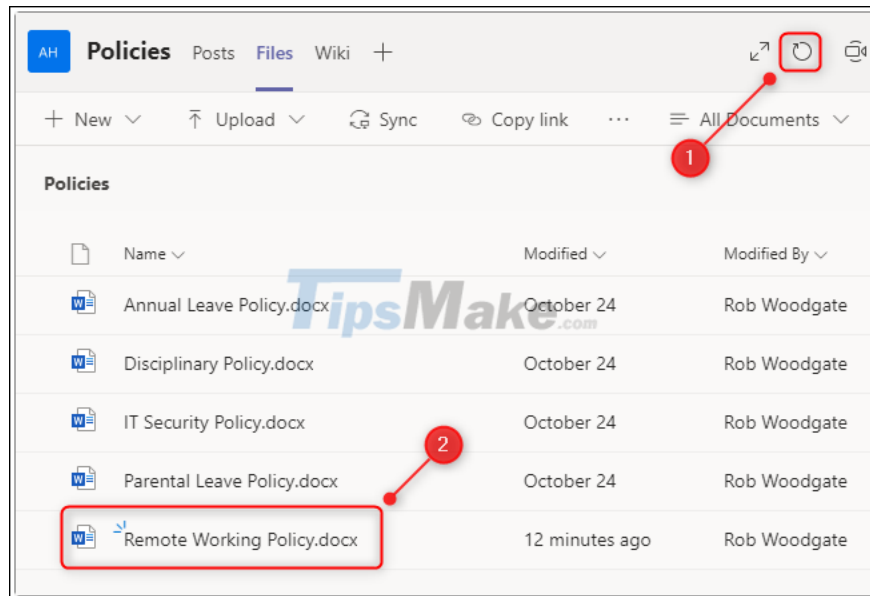 AH Policies Posts Files Wiki
New Upload Sync Copy link ... All Documents
1
Policies
Name Modified Modified By
Annual Leave Policy.docx October 24 Rob Woodgate
TipsMake.com
Disciplinary Policy.docx October 24 Rob Woodgate
IT Security Policy.docx October 24 Rob Woodgate
2
Parental Leave Policy.docx October 24 Rob Woodgate
Remote Working Policy.docx 12 minutes ago Rob Woodgate